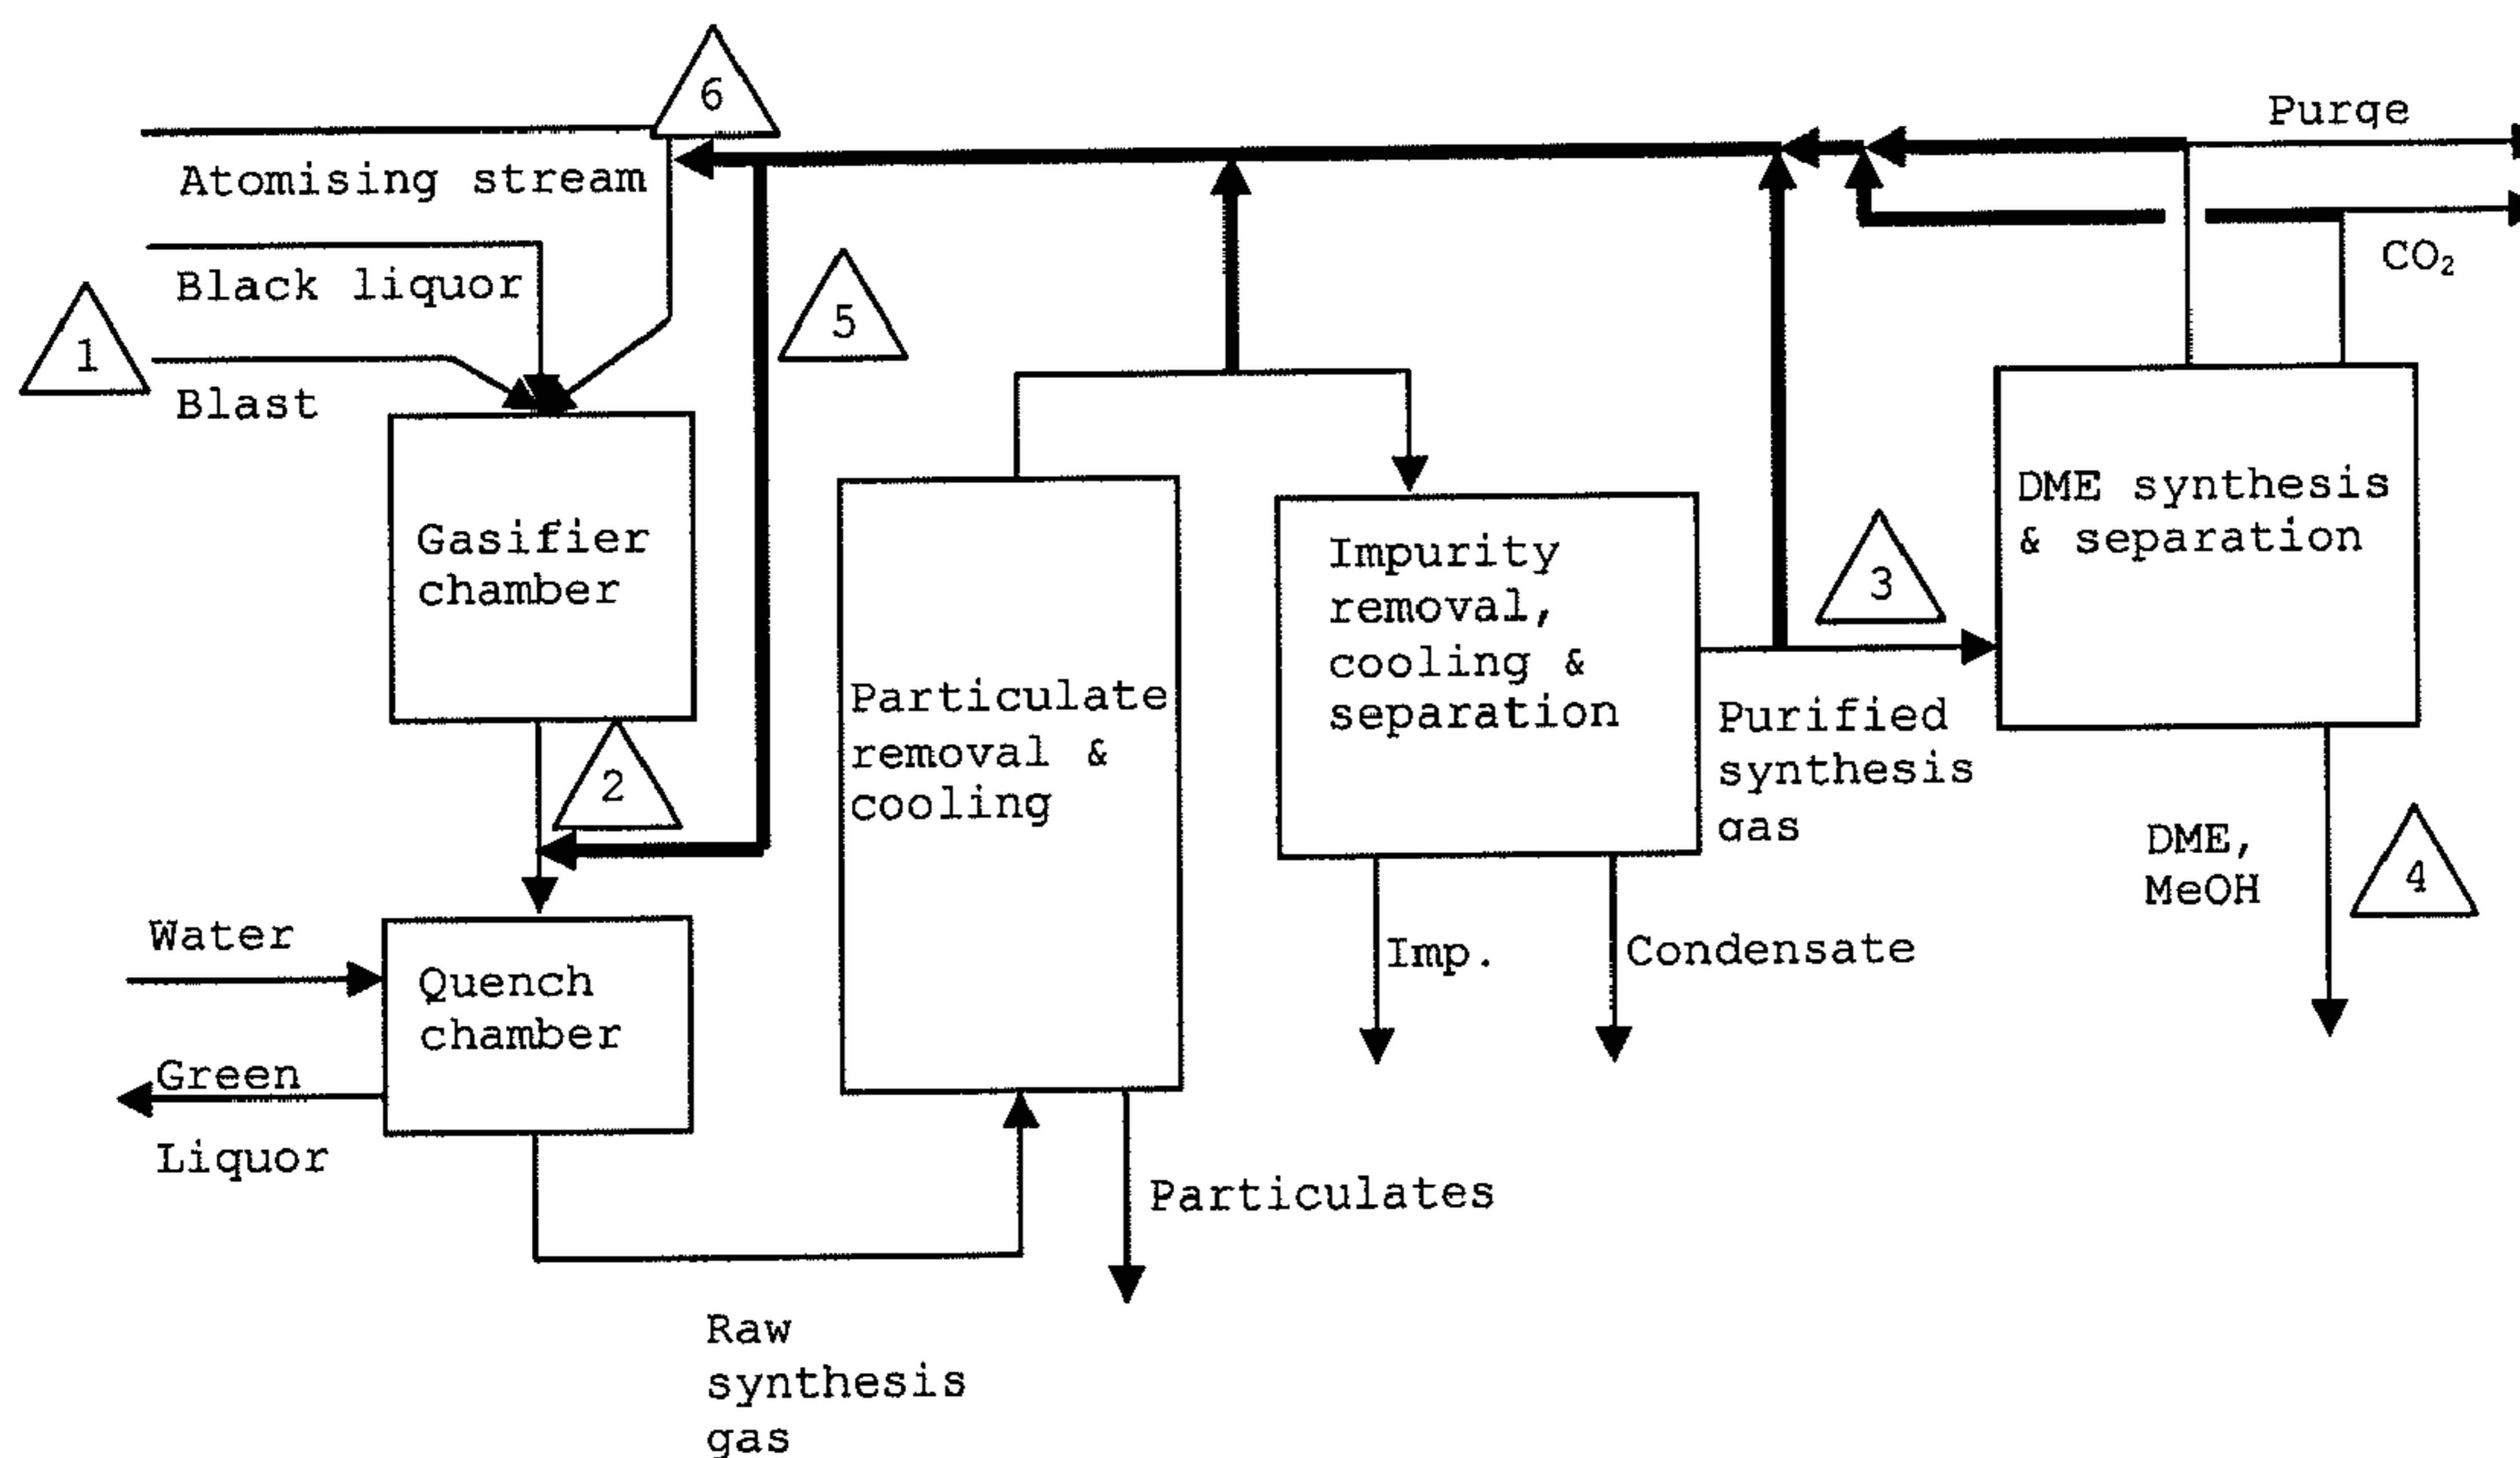 6
Purge
Atomising stream
CO₂
Black liquor
5
1
Blast
DME synthesis
& separation
Gasifier
chamber
Impurity
removal,
cooling &
separation
3
Particulate
removal &
cooling
Purified
synthesis
gas
2
DME,
MeOH
4
Water
Imp.
Condensate
Quench
chamber
Green
Liquor
Particulates
Raw
synthesis
gas